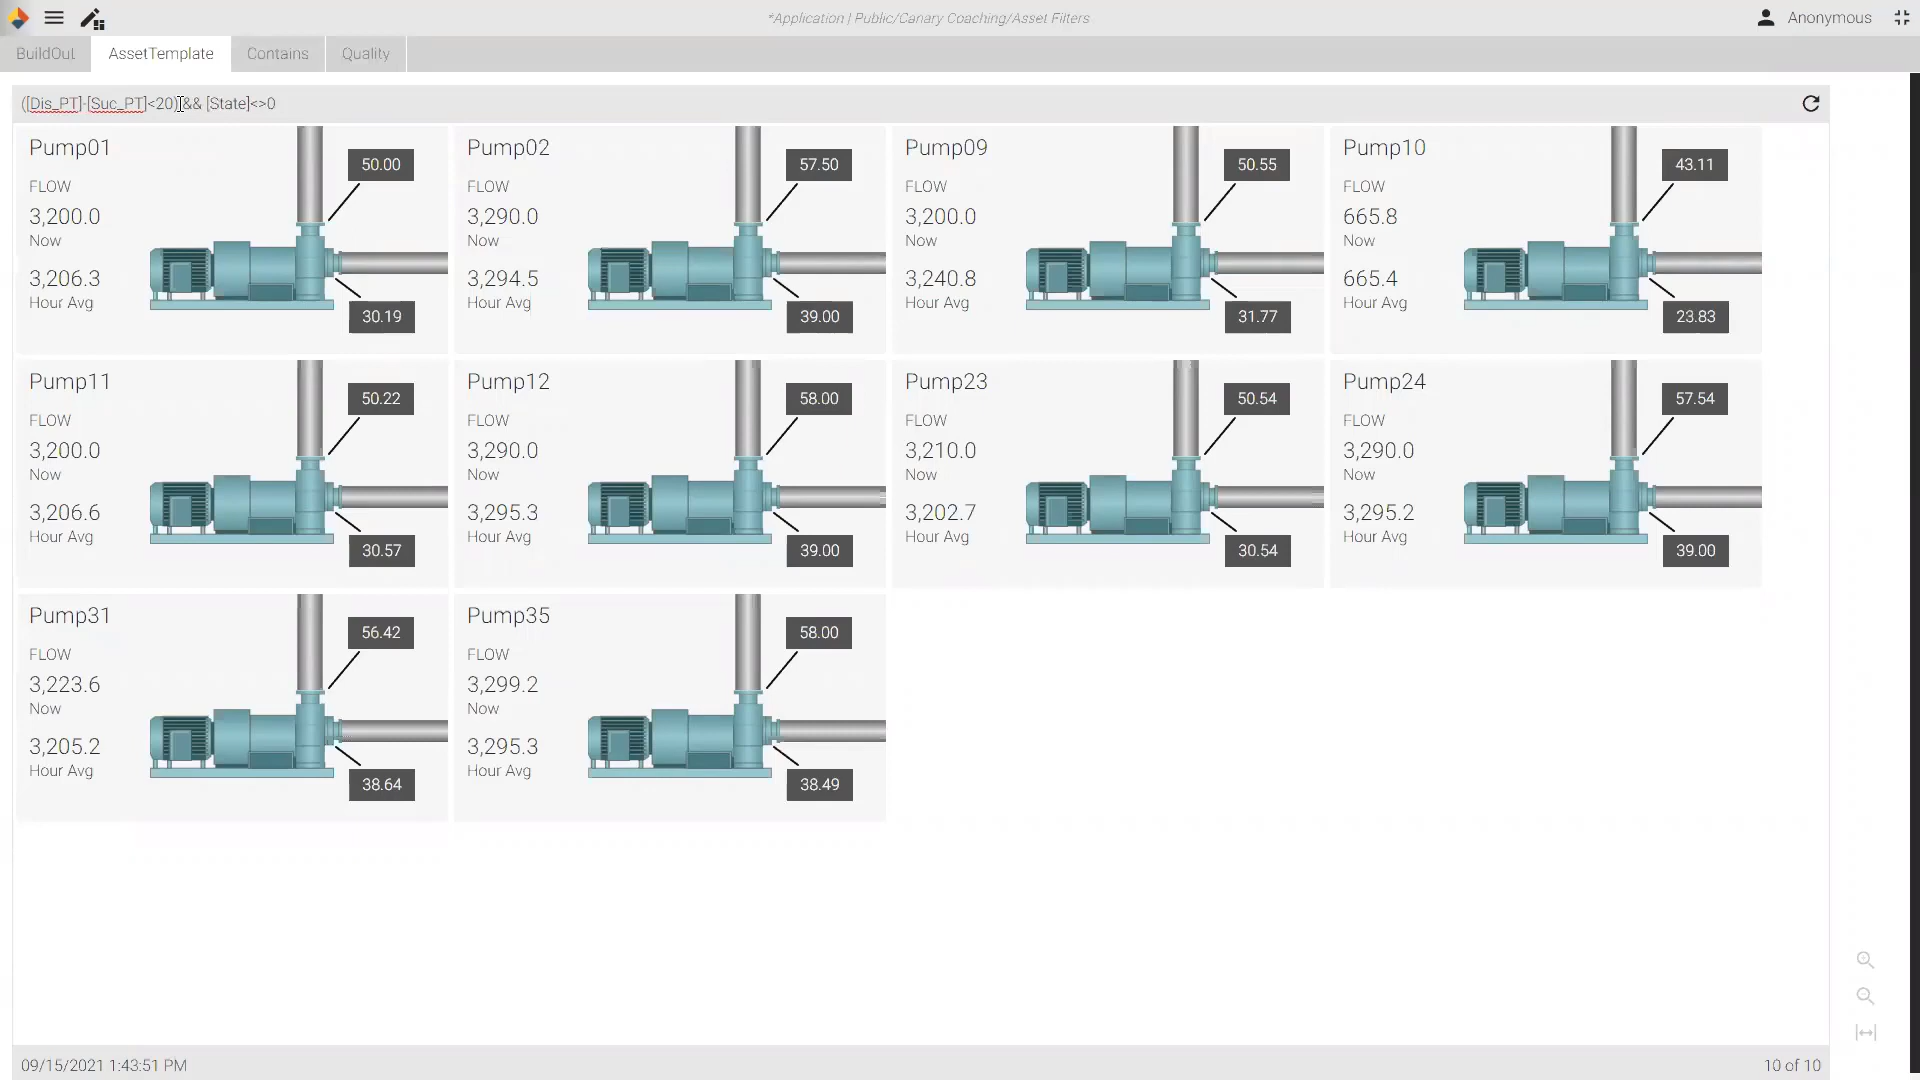 *Application | Public/Canary Coaching/Asset Filters
Anonymous
BuildOut
AssetTemplate
Contains
Quality
([Dis_PT]-[Suc_PT]<20) && [State]<>0
Pump01
50.00
FLOW
3,200.0
Now
3,206.3
Hour Avg
30.19
Pump02
57.50
FLOW
3,290.0
Now
3,294.5
Hour Avg
39.00
Pump09
50.55
FLOW
3,200.0
Now
3,240.8
Hour Avg
31.77
Pump10
43.11
FLOW
665.8
Now
665.4
Hour Avg
23.83
Pump11
50.22
FLOW
3,200.0
Now
3,206.6
Hour Avg
30.57
Pump12
58.00
FLOW
3,290.0
Now
3,295.3
Hour Avg
39.00
Pump23
50.54
FLOW
3,210.0
Now
3,202.7
Hour Avg
30.54
Pump24
57.54
FLOW
3,290.0
Now
3,295.2
Hour Avg
39.00
Pump31
56.42
FLOW
3,223.6
Now
3,205.2
Hour Avg
38.64
Pump35
58.00
FLOW
3,299.2
Now
3,295.3
Hour Avg
38.49
09/15/2021 1:43:51 PM
10 of 10